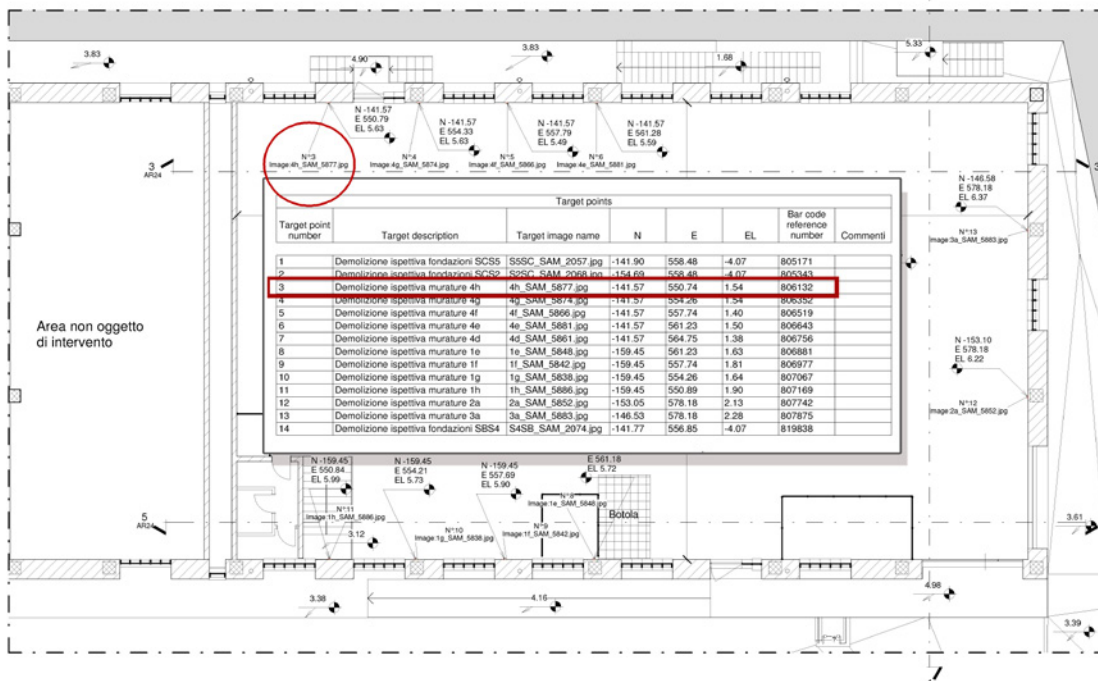 3.83
4.90
3.83
1.68
5.33
N -141.57
E 550.79
EL 5.63
N -141.57
E 554.33
EL 5.63
N -141.57
E 557.79
EL 5.49
N -141.57
E 561.28
EL 5.59
N°:3
Image:4h_SAM_5877.jpg
N°:4
Image:4g_SAM_5874.jpg
N°:5
Image:4f_SAM_5866.jpg
N°:6
Image:4e_SAM_5881.jpg
3
AR24
3
N -146.58
E 578.18
EL 6.37
N°:13
Image:3a_SAM_5883.jpg
Target points
Target point number Target description Target image name N E EL Bar code reference number Commenti
1 Demolizione ispettiva fondazioni SCS5 S5SC_SAM_2057.jpg -141.90 558.48 -4.07 805171
2 Demolizione ispettiva fondazioni SCS2 S2SC_SAM_2068.jpg -154.69 558.48 -4.07 805343
3 Demolizione ispettiva murature 4h 4h_SAM_5877.jpg -141.57 550.74 1.54 806132
4 Demolizione ispettiva murature 4g 4g_SAM_5874.jpg -141.57 554.26 1.54 806352
5 Demolizione ispettiva murature 4f 4f_SAM_5866.jpg -141.57 557.74 1.40 806519
6 Demolizione ispettiva murature 4e 4e_SAM_5881.jpg -141.57 561.23 1.50 806643
7 Demolizione ispettiva murature 4d 4d_SAM_5861.jpg -141.57 564.75 1.38 806756
8 Demolizione ispettiva murature 1e 1e_SAM_5848.jpg -159.45 561.23 1.63 806881
9 Demolizione ispettiva murature 1f 1f_SAM_5842.jpg -159.45 557.74 1.81 806977
10 Demolizione ispettiva murature 1g 1g_SAM_5838.jpg -159.45 554.26 1.64 807067
11 Demolizione ispettiva murature 1h 1h_SAM_5886.jpg -159.45 550.89 1.90 807169
12 Demolizione ispettiva murature 2a 2a_SAM_5852.jpg -153.05 578.18 2.13 807742
13 Demolizione ispettiva murature 3a 3a_SAM_5883.jpg -146.53 578.18 2.28 807875
14 Demolizione ispettiva fondazioni SBS4 S4SB_SAM_2074.jpg -141.77 556.85 -4.07 819838
Area non oggetto
di intervento
N -153.10
E 578.18
EL 6.22
N°:12
Image:2a_SAM_5852.jpg
N -159.45
E 550.84
EL 5.99
N -159.45
E 554.21
EL 5.73
N -159.45
E 557.69
EL 5.90
E 561.18
EL 5.72
N°:11
Image:1h_SAM_5886.jpg
N°:10
Image:1g_SAM_5838.jpg
N°:9
Image:1f_SAM_5842.jpg
N°:8
Image:1e_SAM_5848.jpg
Botola
5
AR24
3.12
3.61
3.38
4.16
4.98
3.39